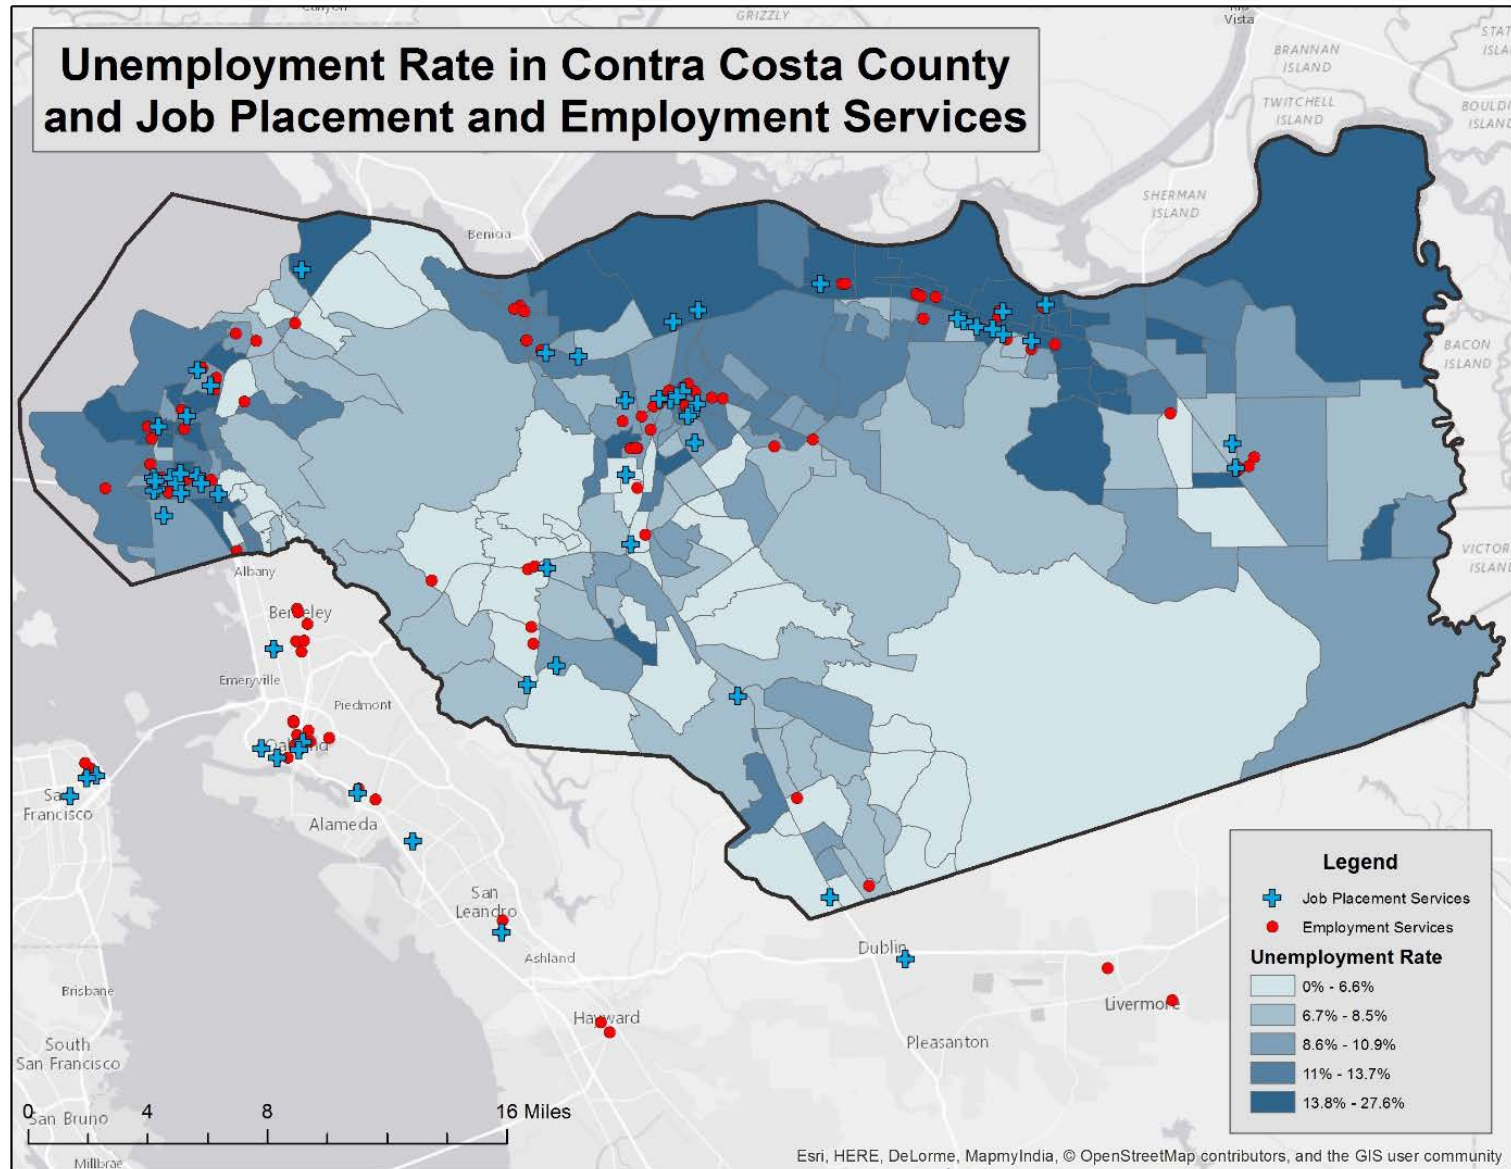 GRIZZLY
Vista
STAT
BRANNAN
ISLAND
TWITCHELL
ISLAND
Unemployment Rate in Contra Costa County
and Job Placement and Employment Services
SHERMAN
ISLAND
Benicia
BACON
ISLAND
VICTOR
ISLAN
Albany
Berkeley
Emeryville
Piedmont
Oakland
San
Francisco
Alameda
San
Leandro
Ashland
Dublin
Brisbane
Hayward
Livermore
Pleasanton
South
San Francisco
San Bruno
Millbrae
0 4 8 16 Miles
Legend
Job Placement Services
Employment Services
Unemployment Rate
0% - 6.6%
6.7% - 8.5%
8.6% - 10.9%
11% - 13.7%
13.8% - 27.6%
Esri, HERE, DeLorme, MapmyIndia, © OpenStreetMap contributors, and the GIS user community